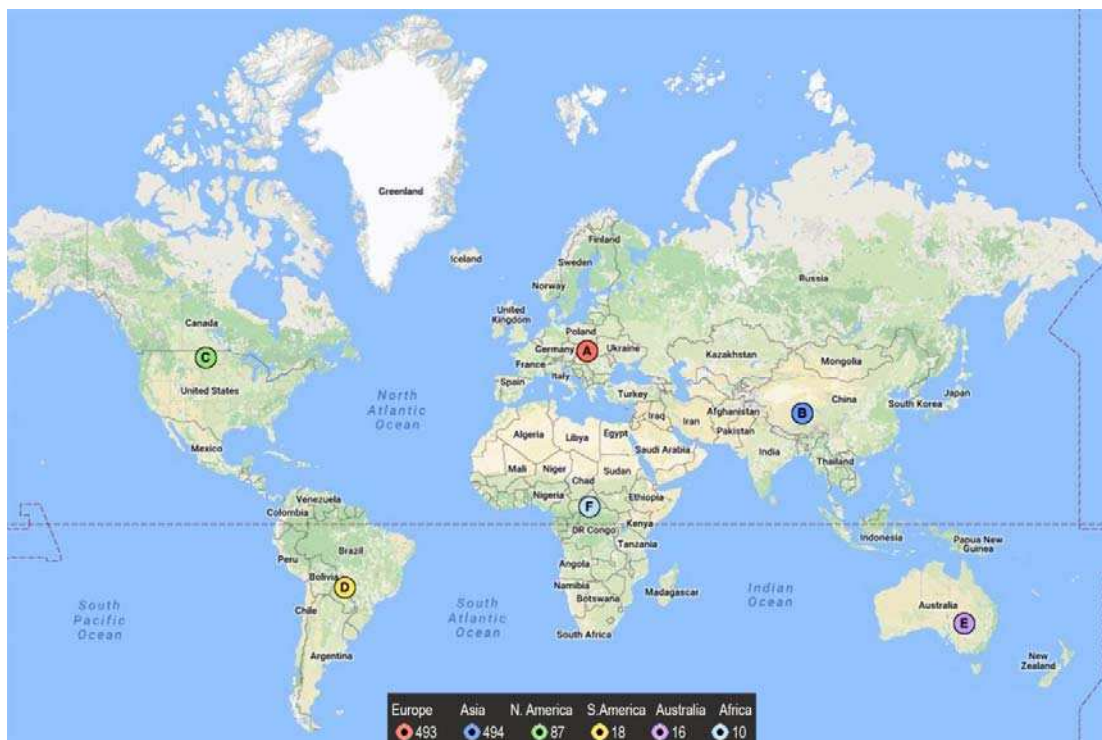 Greenland
Iceland
Finland
Sweden
Norway
Russia
Canada
United
Kingdom
Poland
A
Germany
Ukraine
France
Kazakhstan
Mongolia
C
United States
Italy
Spain
Turkey
North
Atlantic
Ocean
B
China
Japan
South Korea
Iraq
Iran
Afghanistan
Pakistan
Algeria
Libya
Egypt
Saudi Arabia
Mexico
India
Thailand
Mali
Niger
Chad
Sudan
Nigeria
Ethiopia
F
Venezuela
Colombia
DR Congo
Kenya
Tanzania
Indonesia
Papua New
Guinea
Peru
Brazil
Angola
Bolivia
D
Namibia
Botswana
Madagascar
Indian
Ocean
Australia
E
South
Pacific
Ocean
Chile
South
Atlantic
Ocean
South Africa
Argentina
New
Zealand
Europe Asia N. America S.America Australia Africa
493 494 87 18 16 10